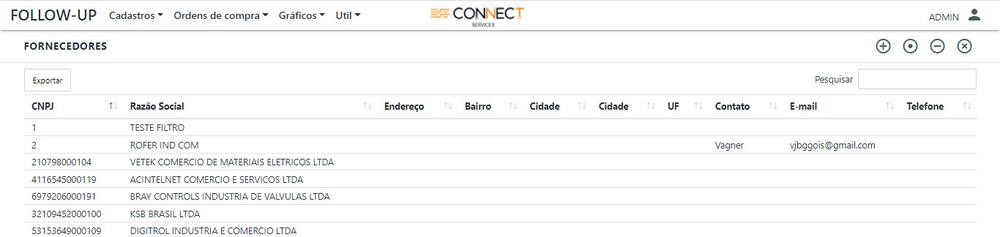 FOLLOW-UP Cadastros Ordens de compra Gráficos Util CONNECT SERVICES ADMIN
FORNECEDORES
Exportar Pesquisar
CNPJ Razão Social Endereço Bairro Cidade Cidade UF Contato E-mail Telefone
1 TESTE FILTRO
2 ROFER IND COM Vagner vjbggois@gmail.com
210798000104 VETEK COMERCIO DE MATERIAIS ELETRICOS LTDA
4116545000119 ACINTELNET COMERCIO E SERVICOS LTDA
6979206000191 BRAY CONTROLS INDUSTRIA DE VALVULAS LTDA
32109452000100 KSB BRASIL LTDA
53153649000109 DIGITROL INDUSTRIA E COMERCIO LTDA